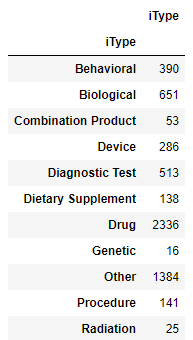 iType
iType
Behavioral 390
Biological 651
Combination Product 53
Device 286
Diagnostic Test 513
Dietary Supplement 138
Drug 2336
Genetic 16
Other 1384
Procedure 141
Radiation 25